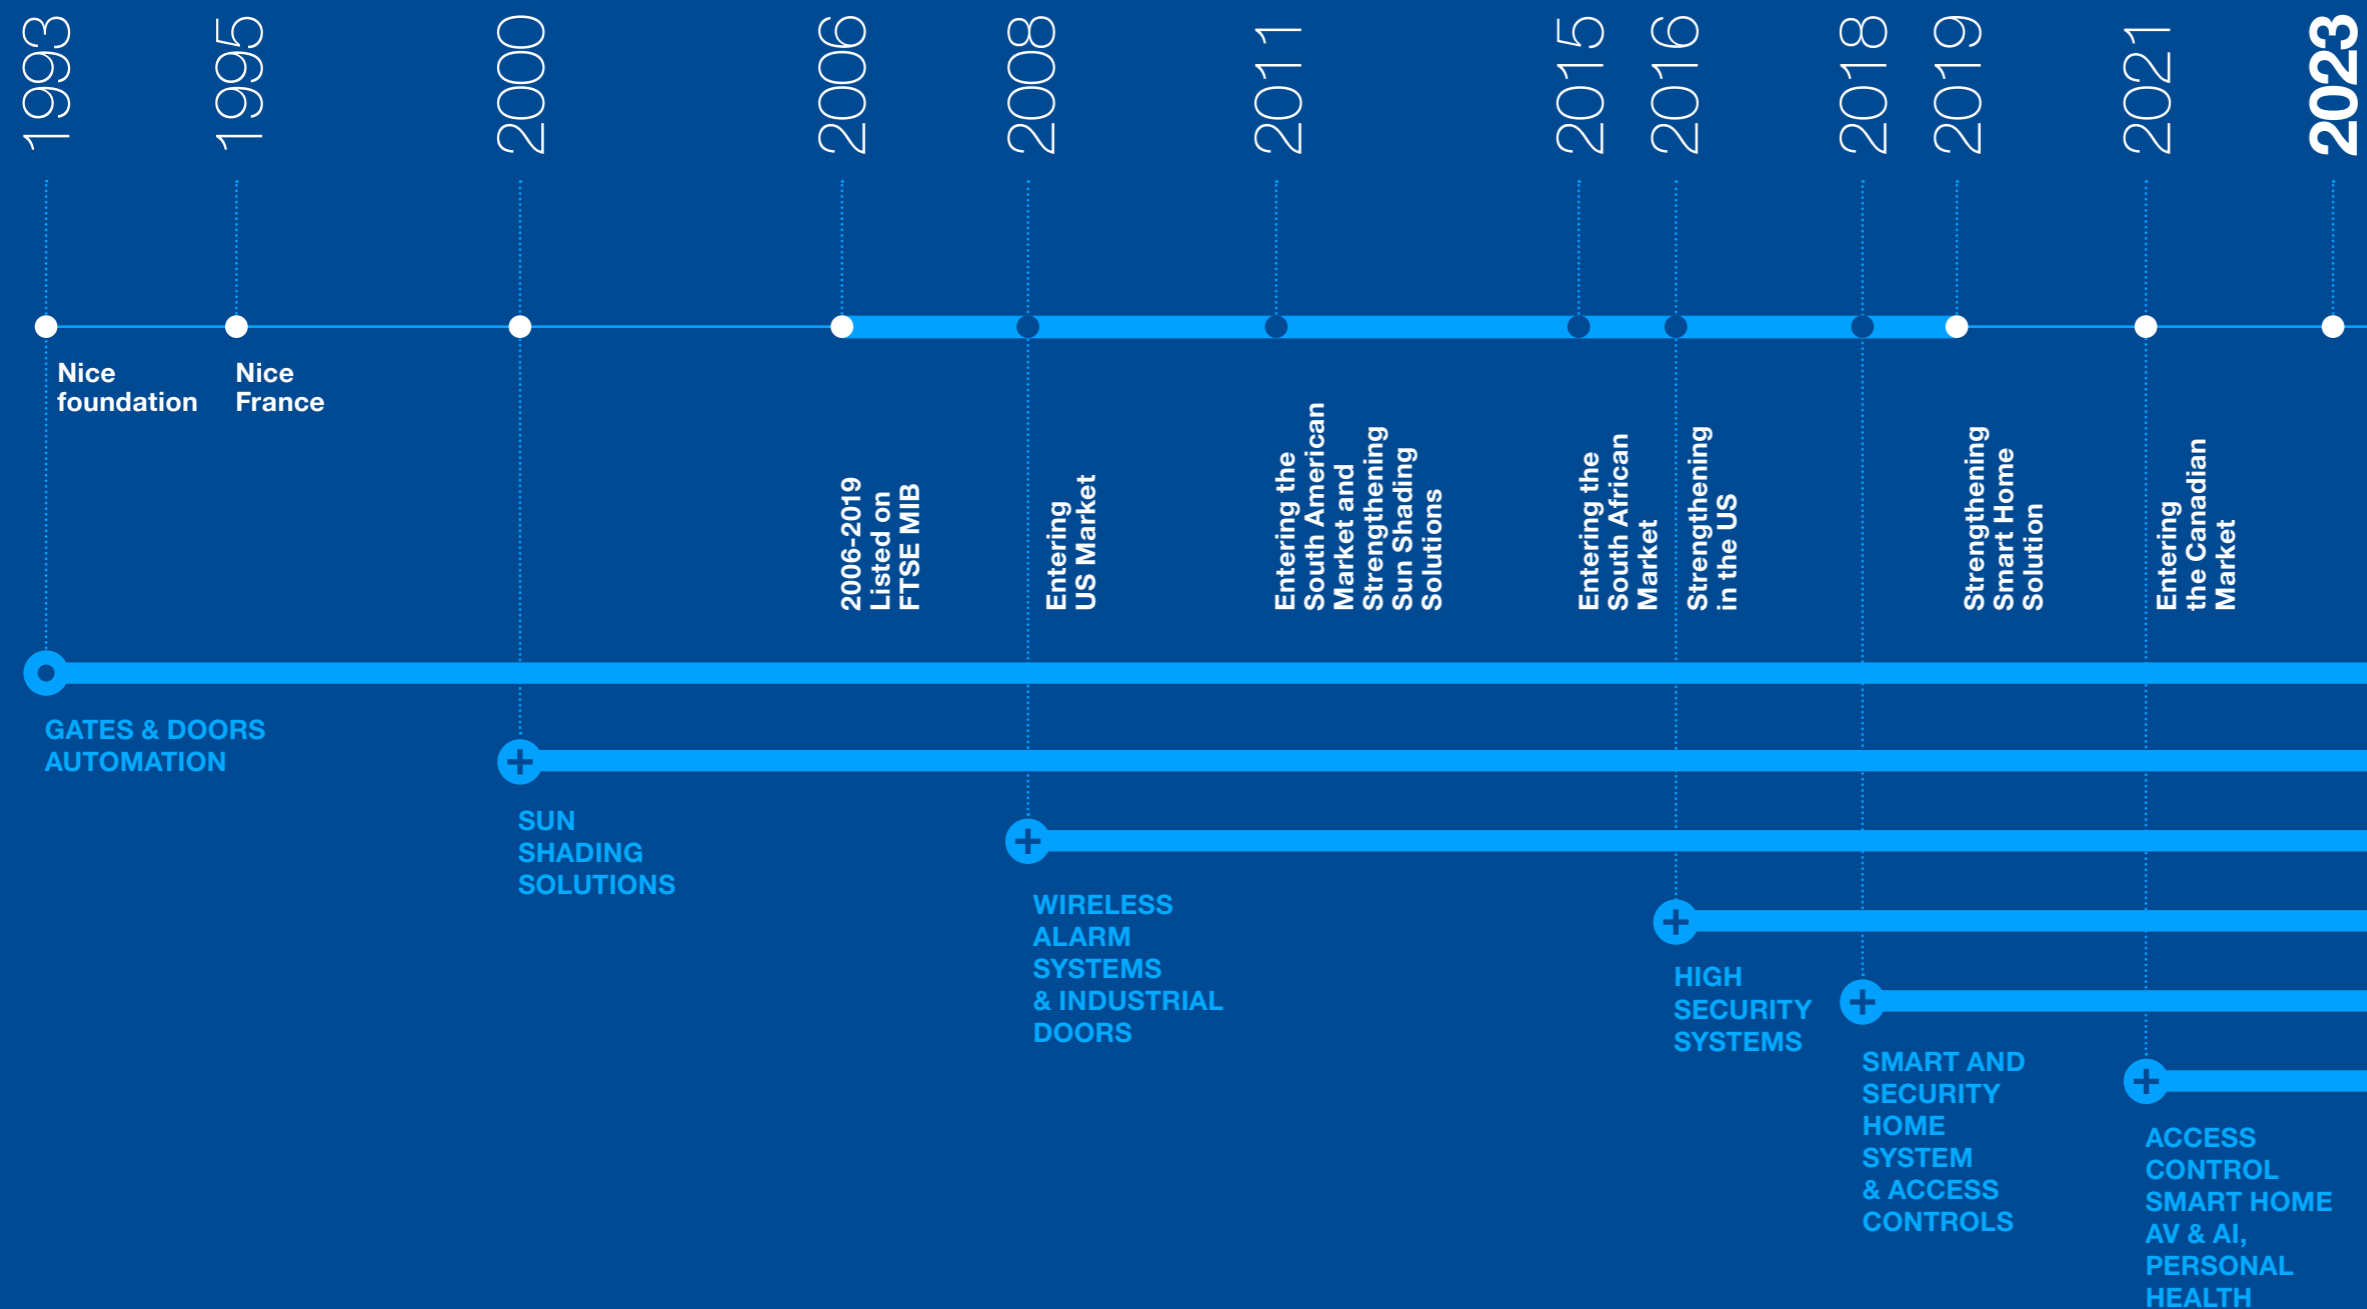 1993
1995
2000
2006
2008
2011
2015
2016
2018
2019
2021
2023
Nice
foundation
Nice
France
2006-2019
Listed on
FTSE MIB
Entering
US Market
Entering the
South American
Market and
Strengthening
Sun Shading
Solutions
Entering the
South African
Market
Strengthening
in the US
Strengthening
Smart Home
Solution
Entering
the Canadian
Market
GATES & DOORS
AUTOMATION
SUN
SHADING
SOLUTIONS
WIRELESS
ALARM
SYSTEMS
& INDUSTRIAL
DOORS
HIGH
SECURITY
SYSTEMS
SMART AND
SECURITY
HOME
SYSTEM
& ACCESS
CONTROLS
ACCESS
CONTROL
SMART HOME
AV & AI,
PERSONAL
HEALTH